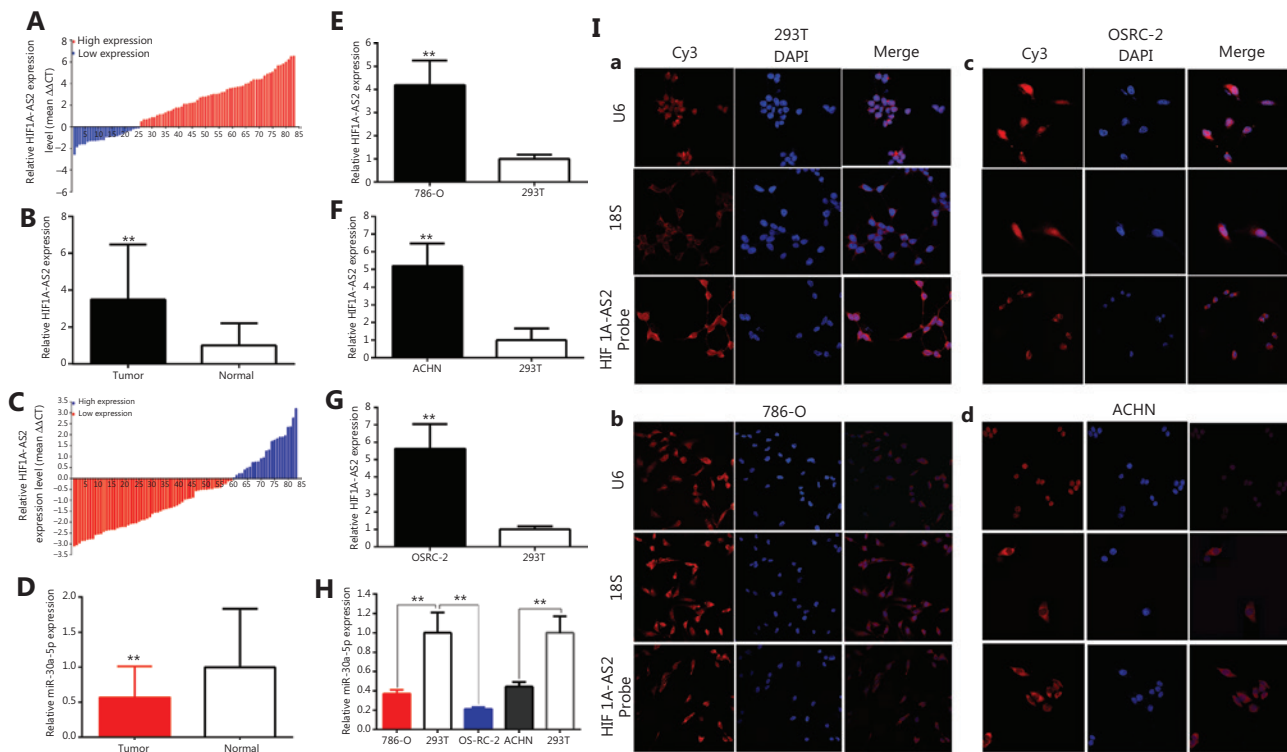 A
Relative HIF1A-AS2 expression
level (mean ΔΔCT)
High expression
Low expression
8
6
4
2
0
−2
−4
−6
5 10 15 20 25 30 35 40 45 50 55 60 65 70 75 80 85
B
Relative HIF1A-AS2 expression
8
6
4
2
0
**
Tumor Normal
C
Relative HIF1A-AS2
expression level (mean ΔΔCT)
High expression
Low expression
3.5
3.0
2.5
2.0
1.5
1.0
0.5
0.0
−0.5
−1.0
−1.5
−2.0
−2.5
−3.0
−3.5
5 10 15 20 25 30 35 40 45 50 55 60 65 70 75 80 85
D
Relative miR-30a-5p expression
2.0
1.5
1.0
0.5
0.0
**
Tumor Normal
E
Relative HIF1A-AS2 expression
6
5
4
3
2
1
0
**
786-O 293T
F
Relative HIF1A-AS2 expression
8
7
6
5
4
3
2
1
0
**
ACHN 293T
G
Relative HIF1A-AS2 expression
8
7
6
5
4
3
2
1
0
**
OSRC-2 293T
H
Relative miR-30a-5p expression
1.4
1.2
1.0
0.8
0.6
0.4
0.2
0.0
** ** **
786-O 293T OS-RC-2 ACHN 293T
I
a
293T
Cy3 DAPI Merge
U6
18S
HIF 1A-AS2
Probe
b
786-O
U6
18S
HIF 1A-AS2
Probe
c
OSRC-2
Cy3 DAPI Merge
d
ACHN